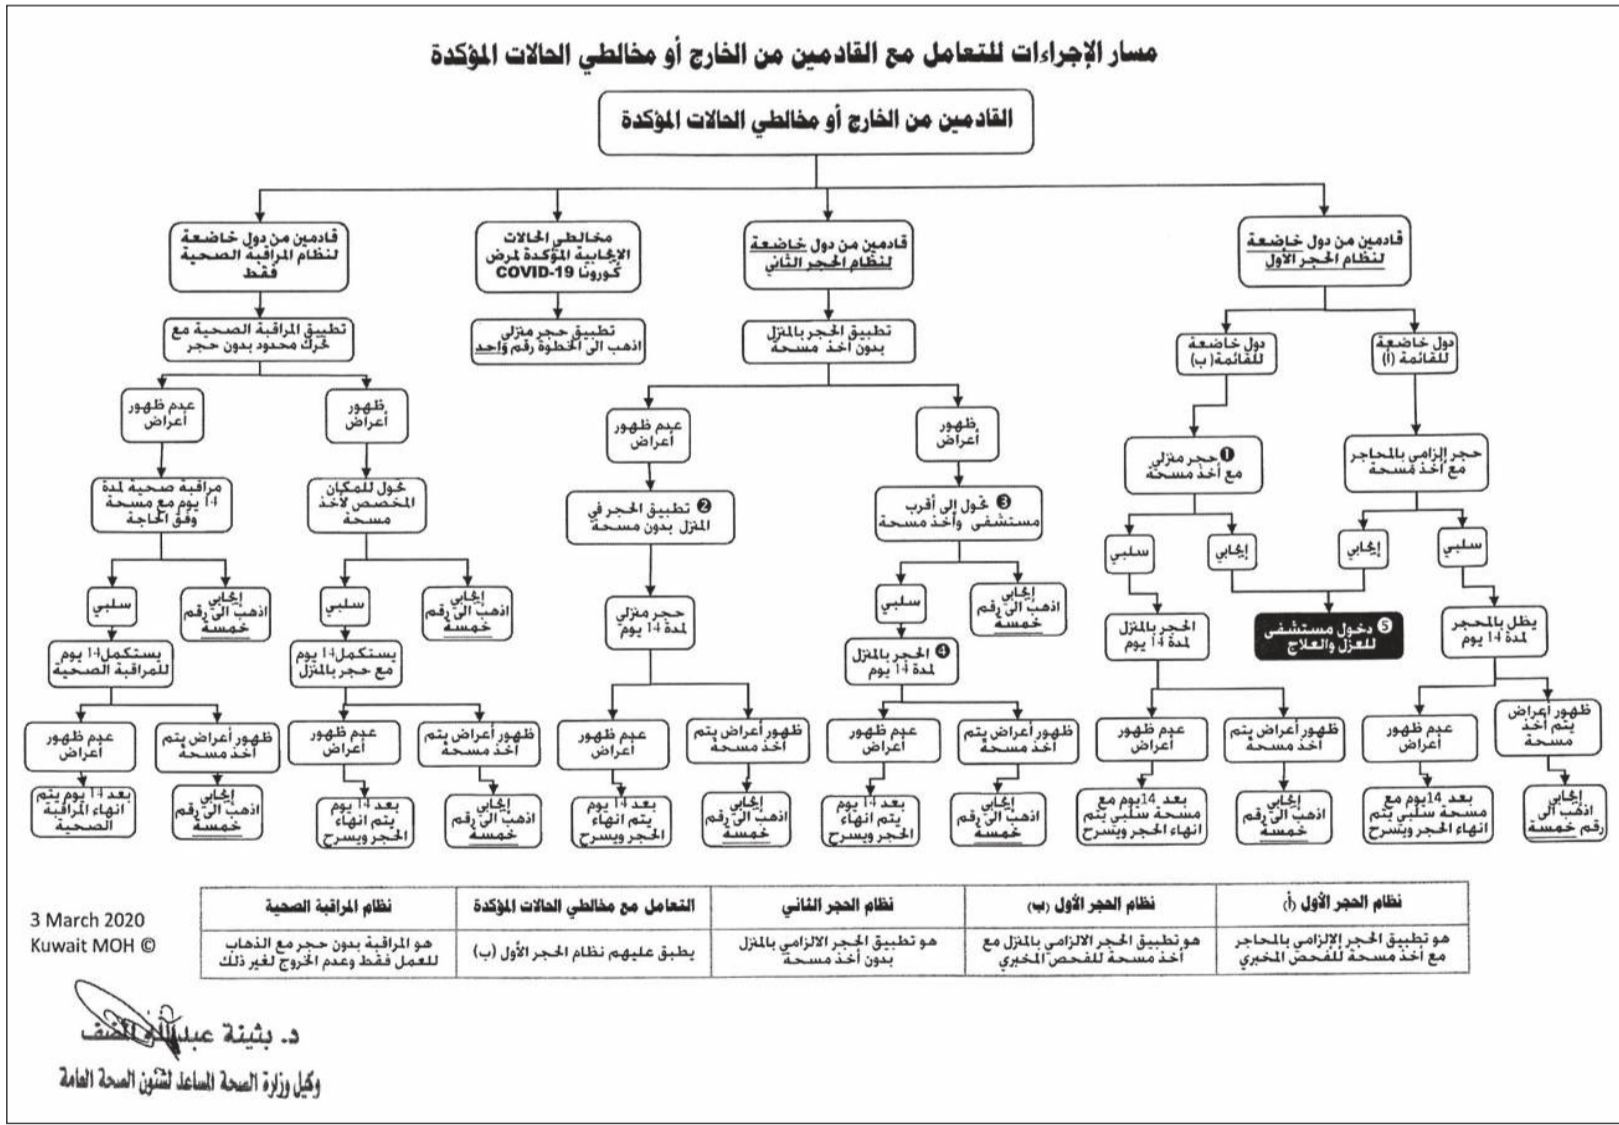 مسار الإجراءات للتعامل مع القادمين من الخارج أو مخالطي الحالات المؤكدة
القادمين من الخارج أو مخالطي الحالات المؤكدة
قادمين من دول خاضعة
لنظام الحجر الأول
قادمين من دول خاضعة
لنظام الحجر الثاني
مخالطي الحالات
الإيجابية المؤكدة لمرض
كورونا COVID-19
قادمين من دول خاضعة
لنظام المراقبة الصحية
فقط
دول خاضعة
للقائمة (أ)
دول خاضعة
للقائمة (ب)
تطبيق الحجر بالمنزل
بدون أخذ مسحة
تطبيق حجر منزلي
اذهب الى الخطوة رقم واحد
تطبيق المراقبة الصحية مع
تحرك محدود بدون حجر
حجر إلزامي بالمحاجر
مع أخذ مسحة
❶ حجر منزلي
مع أخذ مسحة
ظهور
أعراض
عدم ظهور
أعراض
ظهور
أعراض
عدم ظهور
أعراض
❸ تحول إلى أقرب
مستشفى وأخذ مسحة
❷ تطبيق الحجر في
المنزل بدون مسحة
تحول للمكان
المخصص لأخذ
مسحة
مراقبة صحية لمدة
14 يوم مع مسحة
وفق الحاجة
سلبي
إيجابي
إيجابي
سلبي
إيجابي
اذهب الى رقم
خمسة
سلبي
حجر منزلي
لمدة 14 يوم
إيجابي
اذهب الى رقم
خمسة
سلبي
إيجابي
اذهب الى رقم
خمسة
سلبي
يظل بالمحجر
لمدة 14 يوم
❺ دخول مستشفى
للعزل والعلاج
الحجر بالمنزل
لمدة 14 يوم
❹ الحجر بالمنزل
لمدة 14 يوم
يستكمل 14 يوم
مع حجر بالمنزل
يستكمل 14 يوم
للمراقبة الصحية
ظهور أعراض
يتم أخذ
مسحة
عدم ظهور
أعراض
ظهور أعراض يتم
أخذ مسحة
عدم ظهور
أعراض
ظهور أعراض يتم
أخذ مسحة
عدم ظهور
أعراض
ظهور أعراض يتم
أخذ مسحة
عدم ظهور
أعراض
ظهور أعراض يتم
أخذ مسحة
عدم ظهور
أعراض
ظهور أعراض يتم
أخذ مسحة
عدم ظهور
أعراض
إيجابي
اذهب الى
رقم خمسة
بعد 14 يوم مع
مسحة سلبي يتم
انهاء الحجر ويسرح
إيجابي
اذهب الى رقم
خمسة
بعد 14 يوم مع
مسحة سلبي يتم
انهاء الحجر ويسرح
إيجابي
اذهب الى رقم
خمسة
بعد 14 يوم
يتم انهاء
الحجر ويسرح
إيجابي
اذهب الى رقم
خمسة
بعد 14 يوم
يتم انهاء
الحجر ويسرح
إيجابي
اذهب الى رقم
خمسة
بعد 14 يوم
يتم انهاء
الحجر ويسرح
إيجابي
اذهب الى رقم
خمسة
بعد 14 يوم يتم
انهاء المراقبة
الصحية
نظام الحجر الأول (أ)
نظام الحجر الأول (ب)
نظام الحجر الثاني
التعامل مع مخالطي الحالات المؤكدة
نظام المراقبة الصحية
هو تطبيق الحجر الإلزامي بالمحاجر
مع أخذ مسحة للفحص المخبري
هو تطبيق الحجر الالزامي بالمنزل مع
أخذ مسحة للفحص المخبري
هو تطبيق الحجر الالزامي بالمنزل
بدون أخذ مسحة
يطبق عليهم نظام الحجر الأول (ب)
هو المراقبة بدون حجر مع الذهاب
للعمل فقط وعدم الخروج لغير ذلك
3 March 2020
Kuwait MOH ©
د. بثينة عبدالله المضف
وكيل وزارة الصحة المساعد لشئون الصحة العامة